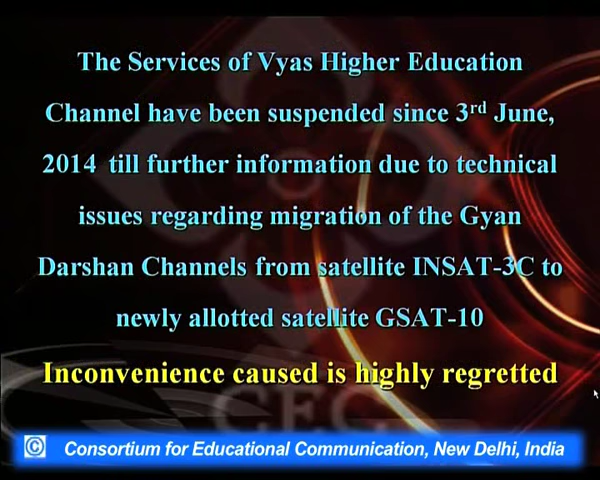 The Services of Vyas Higher Education
Channel have been suspended since 3rd June,
2014 till further information due to technical
issues regarding migration of the Gyan
Darshan Channels from satellite INSAT-3C to
newly allotted satellite GSAT-10
Inconvenience caused is highly regretted
CEC
© Consortium for Educational Communication, New Delhi, India